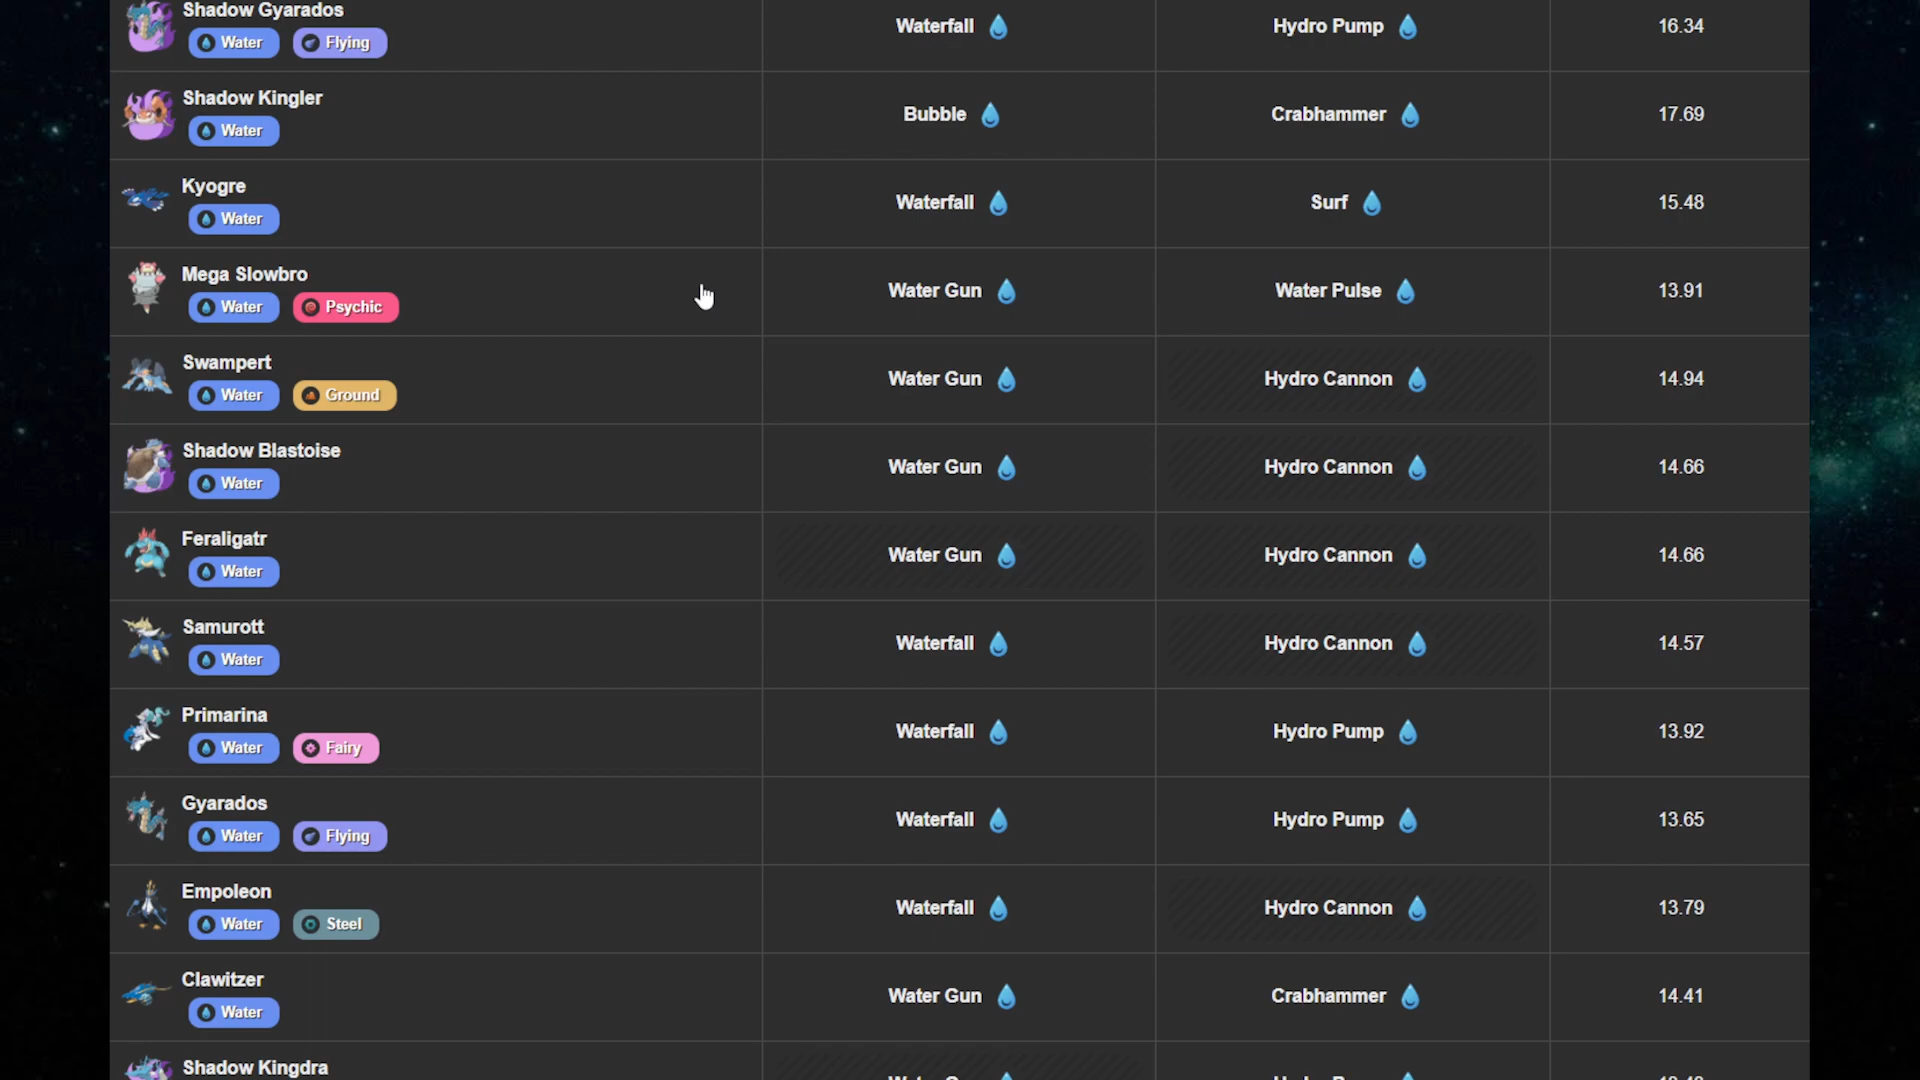 Shadow Gyarados
Water Flying
Waterfall
Hydro Pump
16.34
Shadow Kingler
Water
Bubble
Crabhammer
17.69
Kyogre
Water
Waterfall
Surf
15.48
Mega Slowbro
Water Psychic
Water Gun
Water Pulse
13.91
Swampert
Water Ground
Water Gun
Hydro Cannon
14.94
Shadow Blastoise
Water
Water Gun
Hydro Cannon
14.66
Feraligatr
Water
Water Gun
Hydro Cannon
14.66
Samurott
Water
Waterfall
Hydro Cannon
14.57
Primarina
Water Fairy
Waterfall
Hydro Pump
13.92
Gyarados
Water Flying
Waterfall
Hydro Pump
13.65
Empoleon
Water Steel
Waterfall
Hydro Cannon
13.79
Clawitzer
Water
Water Gun
Crabhammer
14.41
Shadow Kingdra